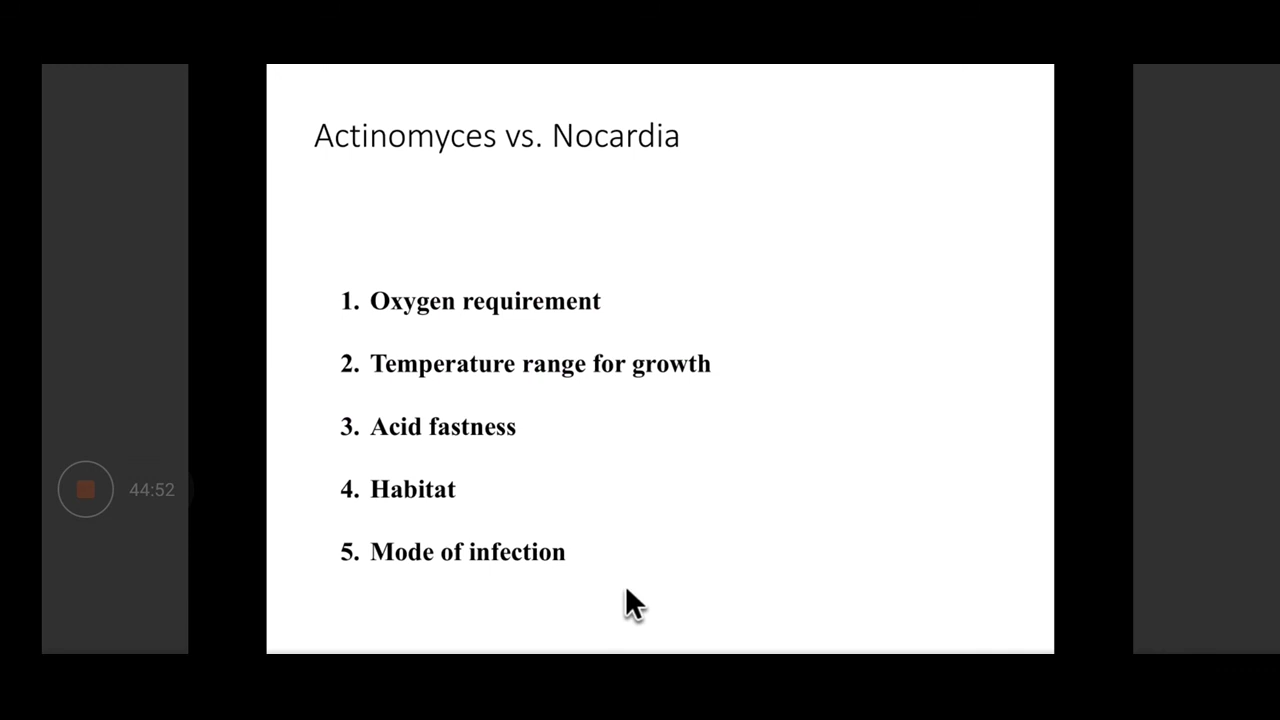 Actinomyces vs. Nocardia
1. Oxygen requirement
2. Temperature range for growth
3. Acid fastness
4. Habitat
44:52
5. Mode of infection